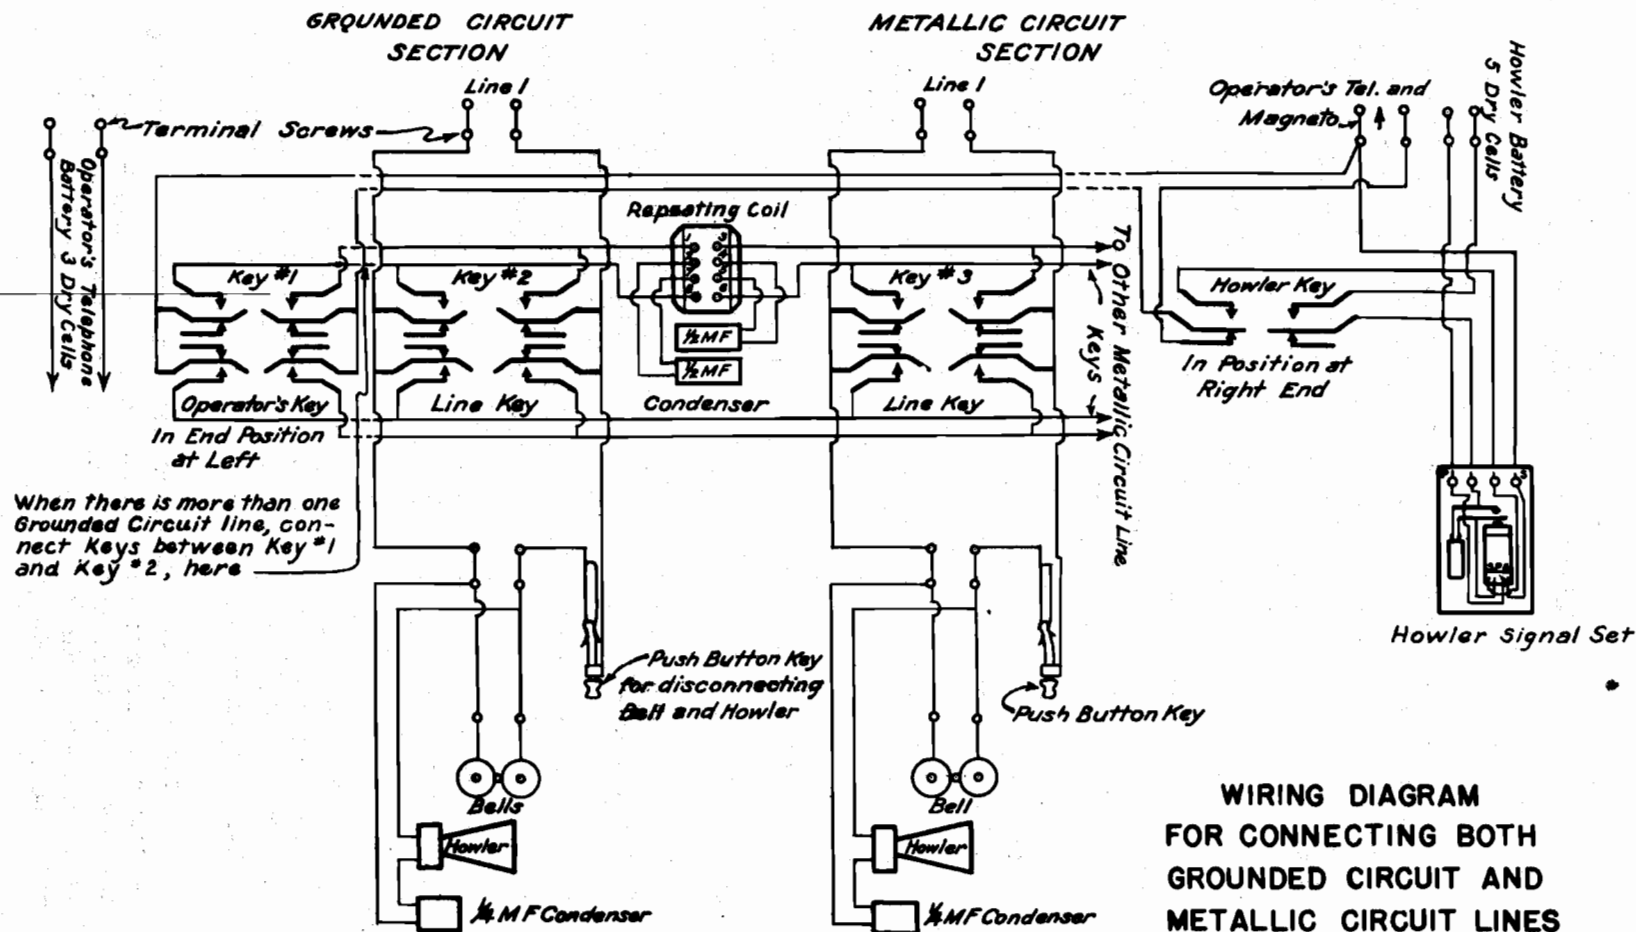 GROUNDED CIRCUIT
SECTION
METALLIC CIRCUIT
SECTION
Line 1
Line 1
Terminal Screws
Operator's Telephone
Battery 3 Dry Cells
Operator's Tel. and
Magneto
Howler Battery
5 Dry Cells
Repeating Coil
Key #1
Key #2
Key #3
Howler Key
½MF
½MF
Operator's Key
Line Key
Condenser
Line Key
In End Position
at Left
In Position at
Right End
To Other Metallic Circuit Line
Keys
When there is more than one
Grounded Circuit line, con-
nect Keys between Key #1
and Key #2, here
Howler Signal Set
Push Button Key
for disconnecting
Bell and Howler
Push Button Key
Bells
Bell
Howler
Howler
¼ MF Condenser
¼ MF Condenser
WIRING DIAGRAM
FOR CONNECTING BOTH
GROUNDED CIRCUIT AND
METALLIC CIRCUIT LINES